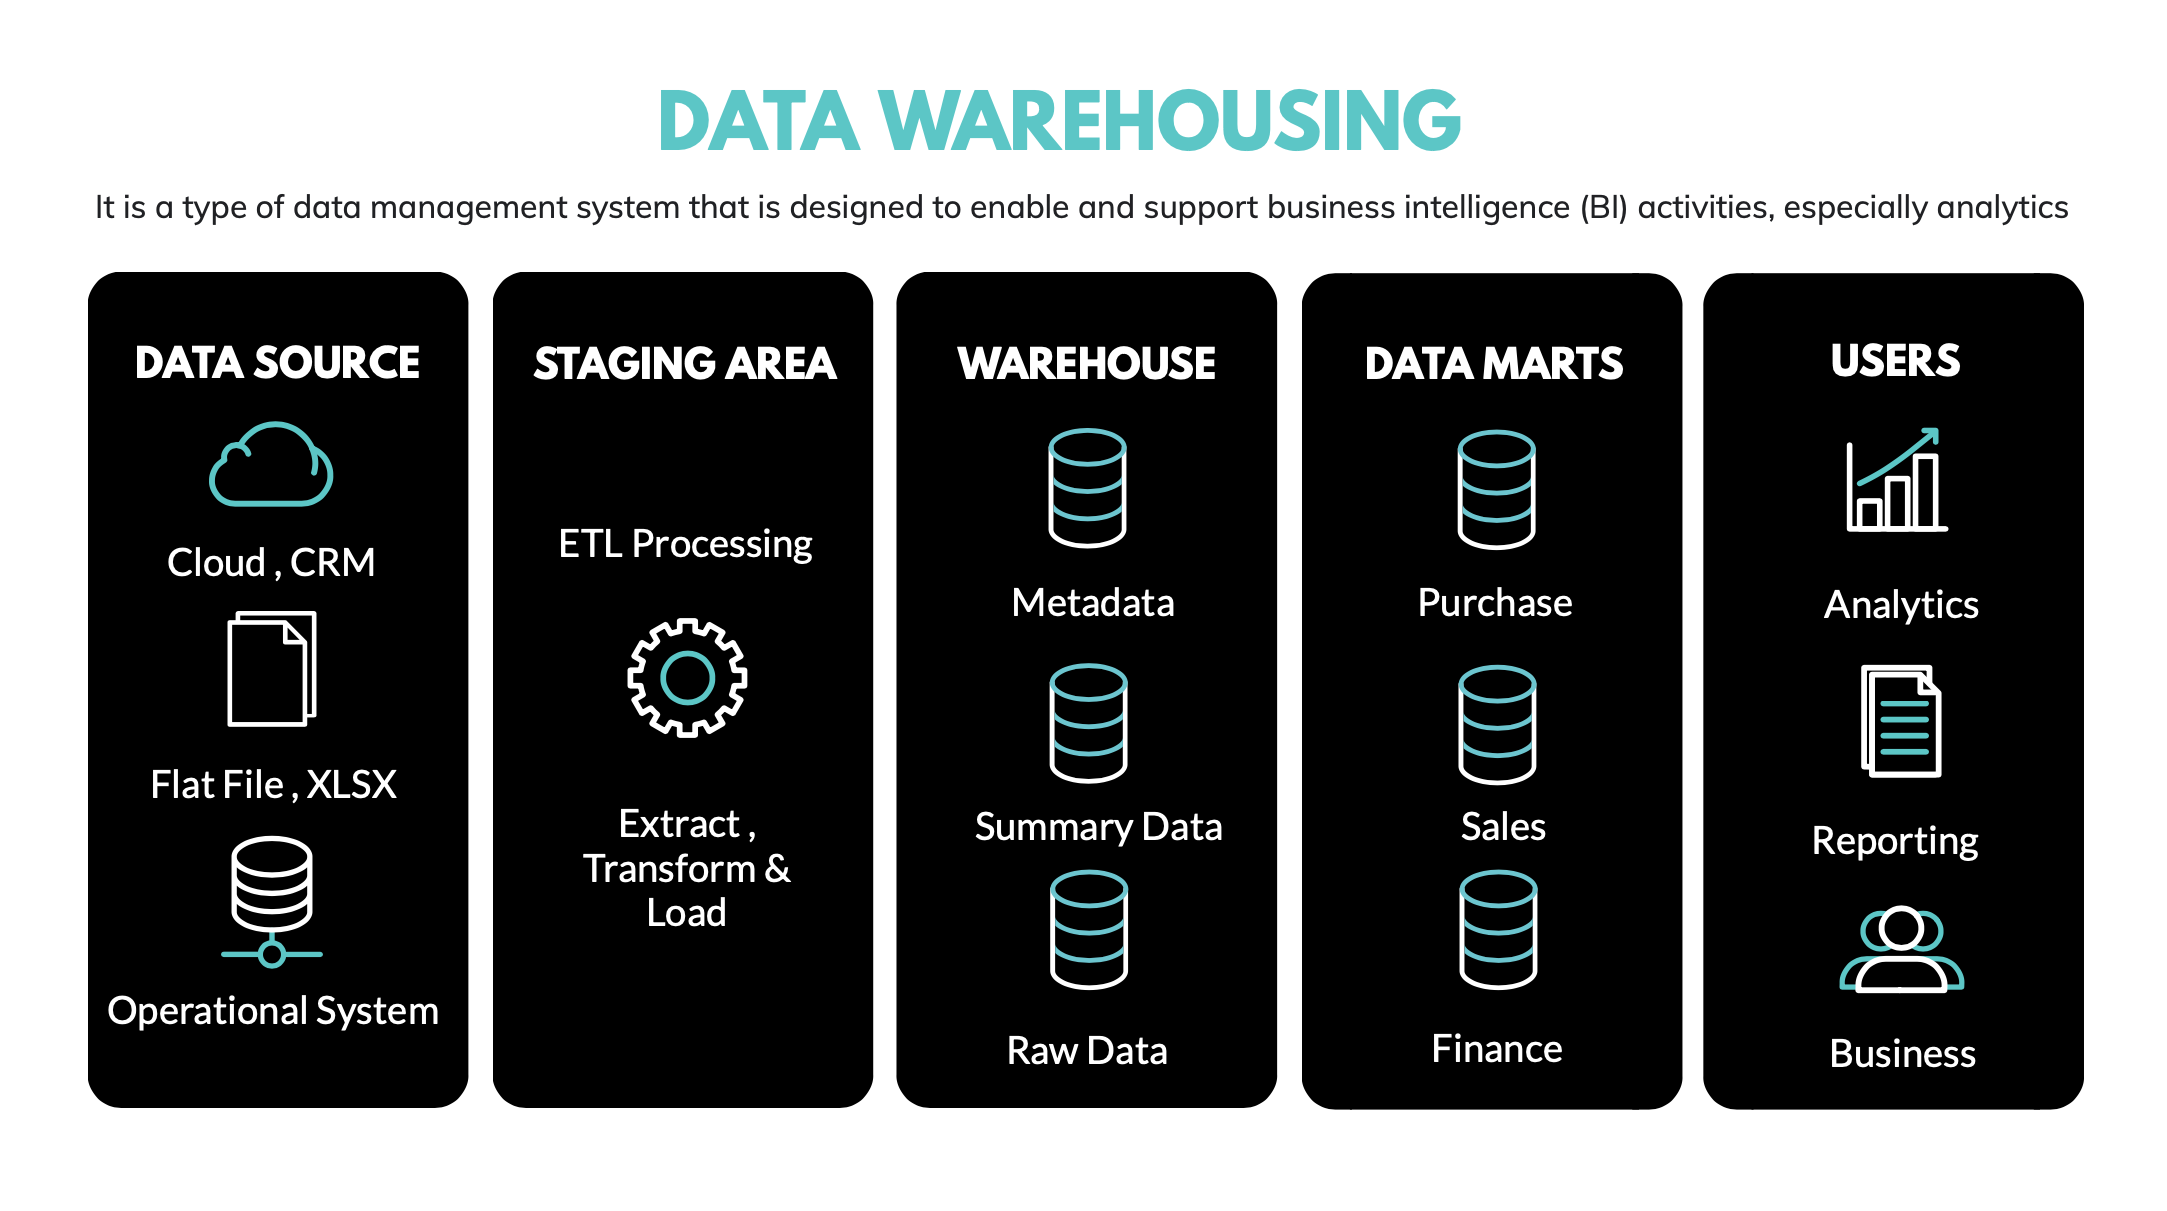 DATA WAREHOUSING
It is a type of data management system that is designed to enable and support business intelligence (BI) activities, especially analytics
DATA SOURCE
Cloud , CRM
Flat File , XLSX
Operational System
STAGING AREA
ETL Processing
Extract ,
Transform &
Load
WAREHOUSE
Metadata
Summary Data
Raw Data
DATA MARTS
Purchase
Sales
Finance
USERS
Analytics
Reporting
Business